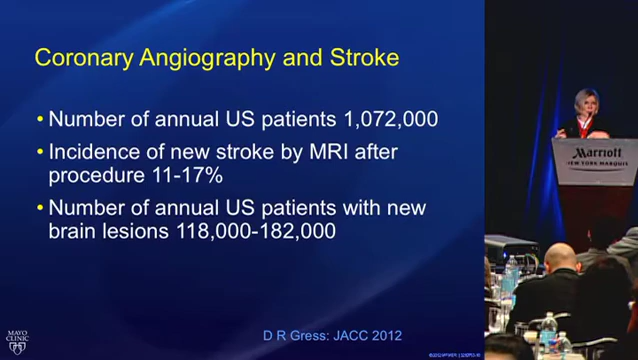 Coronary Angiography and Stroke
• Number of annual US patients 1,072,000
• Incidence of new stroke by MRI after
procedure 11-17%
• Number of annual US patients with new
brain lesions 118,000-182,000
D R Gress: JACC 2012
MAYO
CLINIC
Marriott
NEW YORK MARQUIS